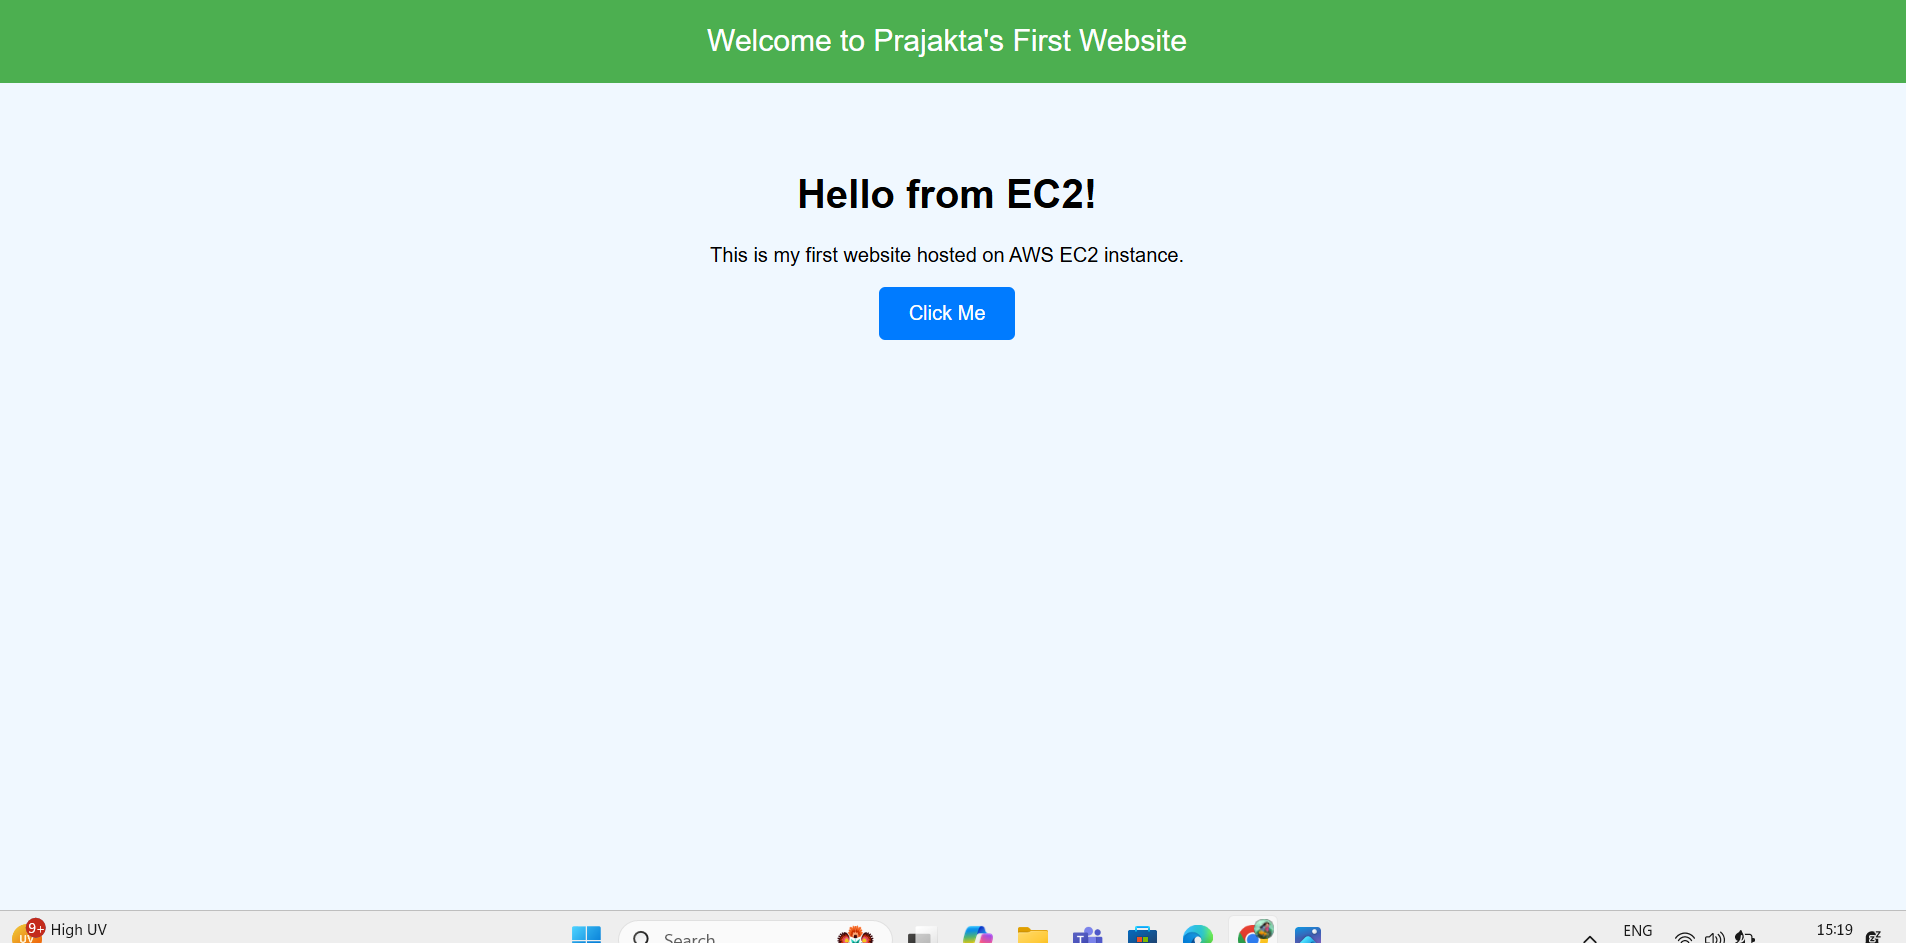 Welcome to Prajakta's First Website
Hello from EC2!
This is my first website hosted on AWS EC2 instance.
Click Me
9+
UV
High UV
Search
T
ENG
15:19